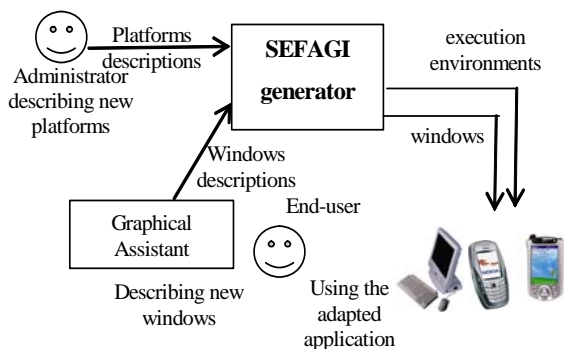 Platforms
descriptions
SEFAGI
generator
execution
environments
Administrator
describing new
platforms
windows
Windows
descriptions
Graphical
Assistant
End-user
Describing new
windows
Using the
adapted
application
NOKIA